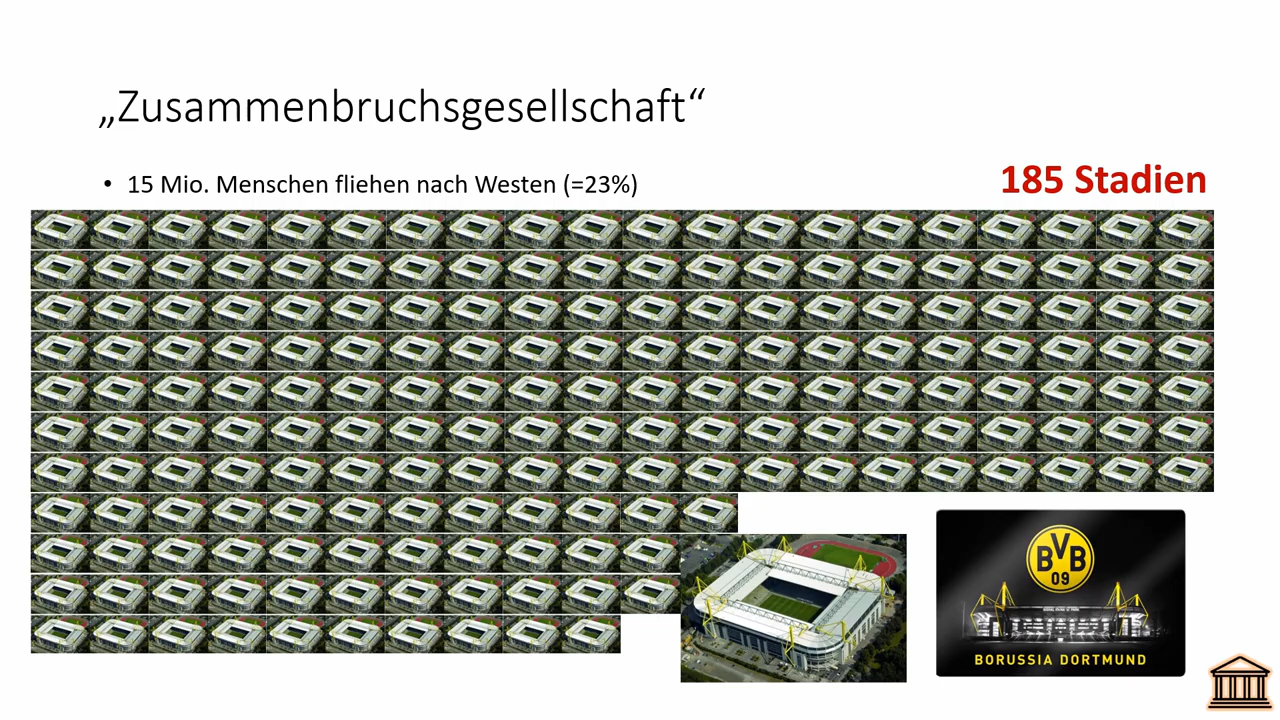 „Zusammenbruchsgesellschaft“
• 15 Mio. Menschen fliehen nach Westen (=23%)
185 Stadien
BVB
09
BORUSSIA DORTMUND